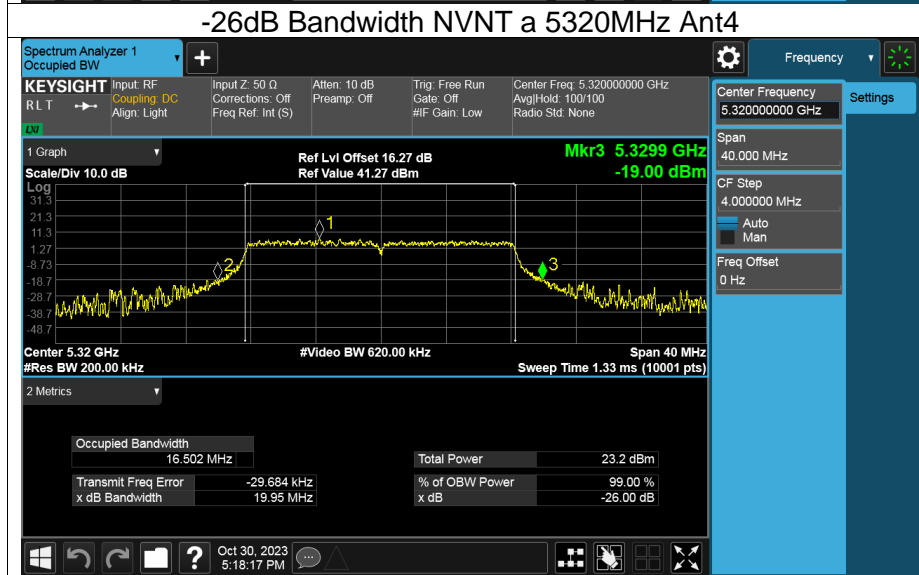 -26dB Bandwidth NVNT a 5320MHz Ant4
Spectrum Analyzer 1
Occupied BW
+
Frequency
KEYSIGHT
R L T
LXI
Input: RF
Coupling: DC
Align: Light
Input Z: 50 Ω
Corrections: Off
Freq Ref: Int (S)
Atten: 10 dB
Preamp: Off
Trig: Free Run
Gate: Off
#IF Gain: Low
Center Freq: 5.320000000 GHz
Avg|Hold: 100/100
Radio Std: None
Center Frequency
5.320000000 GHz
Settings
Span
40.000 MHz
CF Step
4.000000 MHz
Auto
Man
Freq Offset
0 Hz
1 Graph
Scale/Div 10.0 dB
Ref Lvl Offset 16.27 dB
Ref Value 41.27 dBm
Mkr3 5.3299 GHz
-19.00 dBm
Log
31.3
21.3
11.3
1.27
-8.73
-18.7
-28.7
-38.7
-48.7
1
2
3
Center 5.32 GHz
#Video BW 620.00 kHz
Span 40 MHz
#Res BW 200.00 kHz
Sweep Time 1.33 ms (10001 pts)
2 Metrics
Occupied Bandwidth
16.502 MHz
Total Power 23.2 dBm
Transmit Freq Error -29.684 kHz
% of OBW Power 99.00 %
x dB Bandwidth 19.95 MHz
x dB -26.00 dB
?
Oct 30, 2023
5:18:17 PM